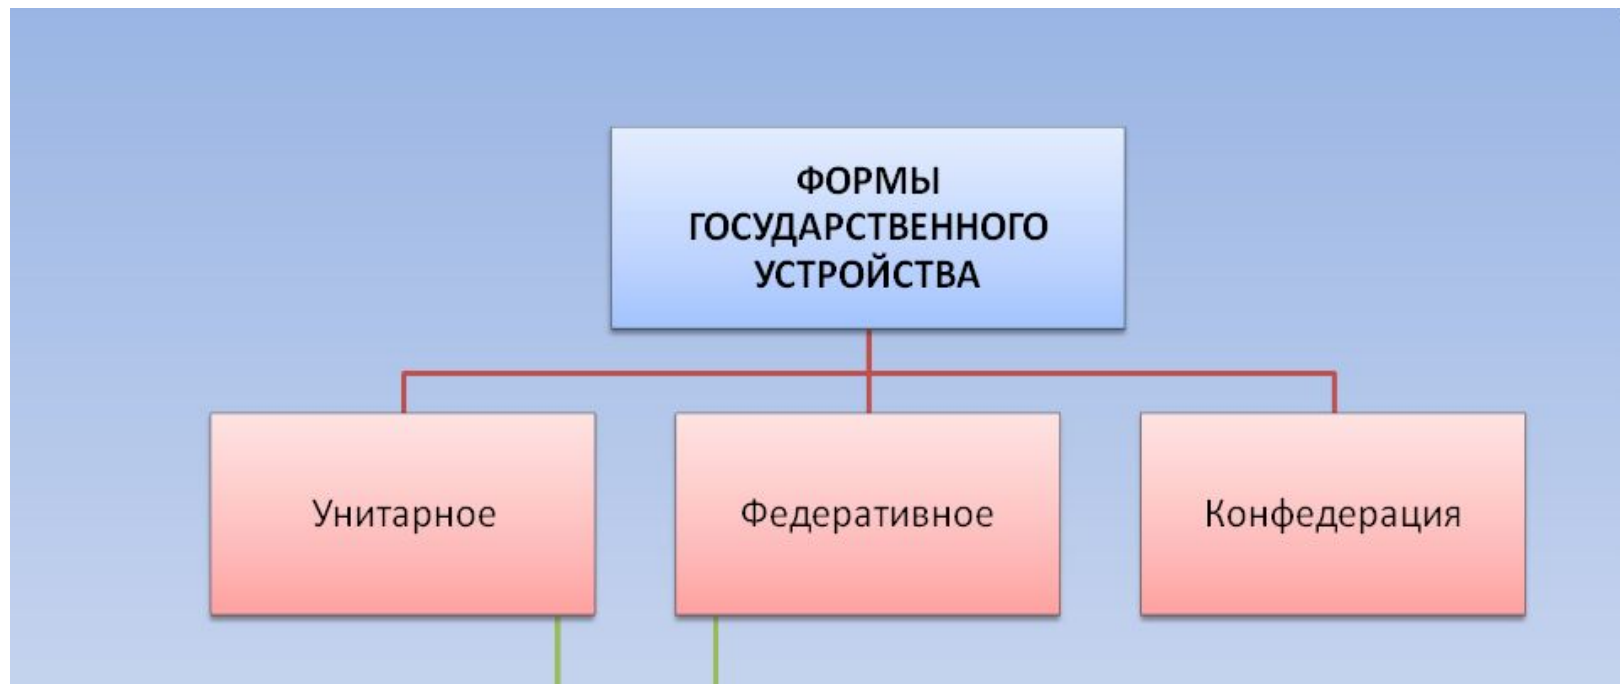 ФОРМЫ
ГОСУДАРСТВЕННОГО
УСТРОЙСТВА
Унитарное
Федеративное
Конфедерация